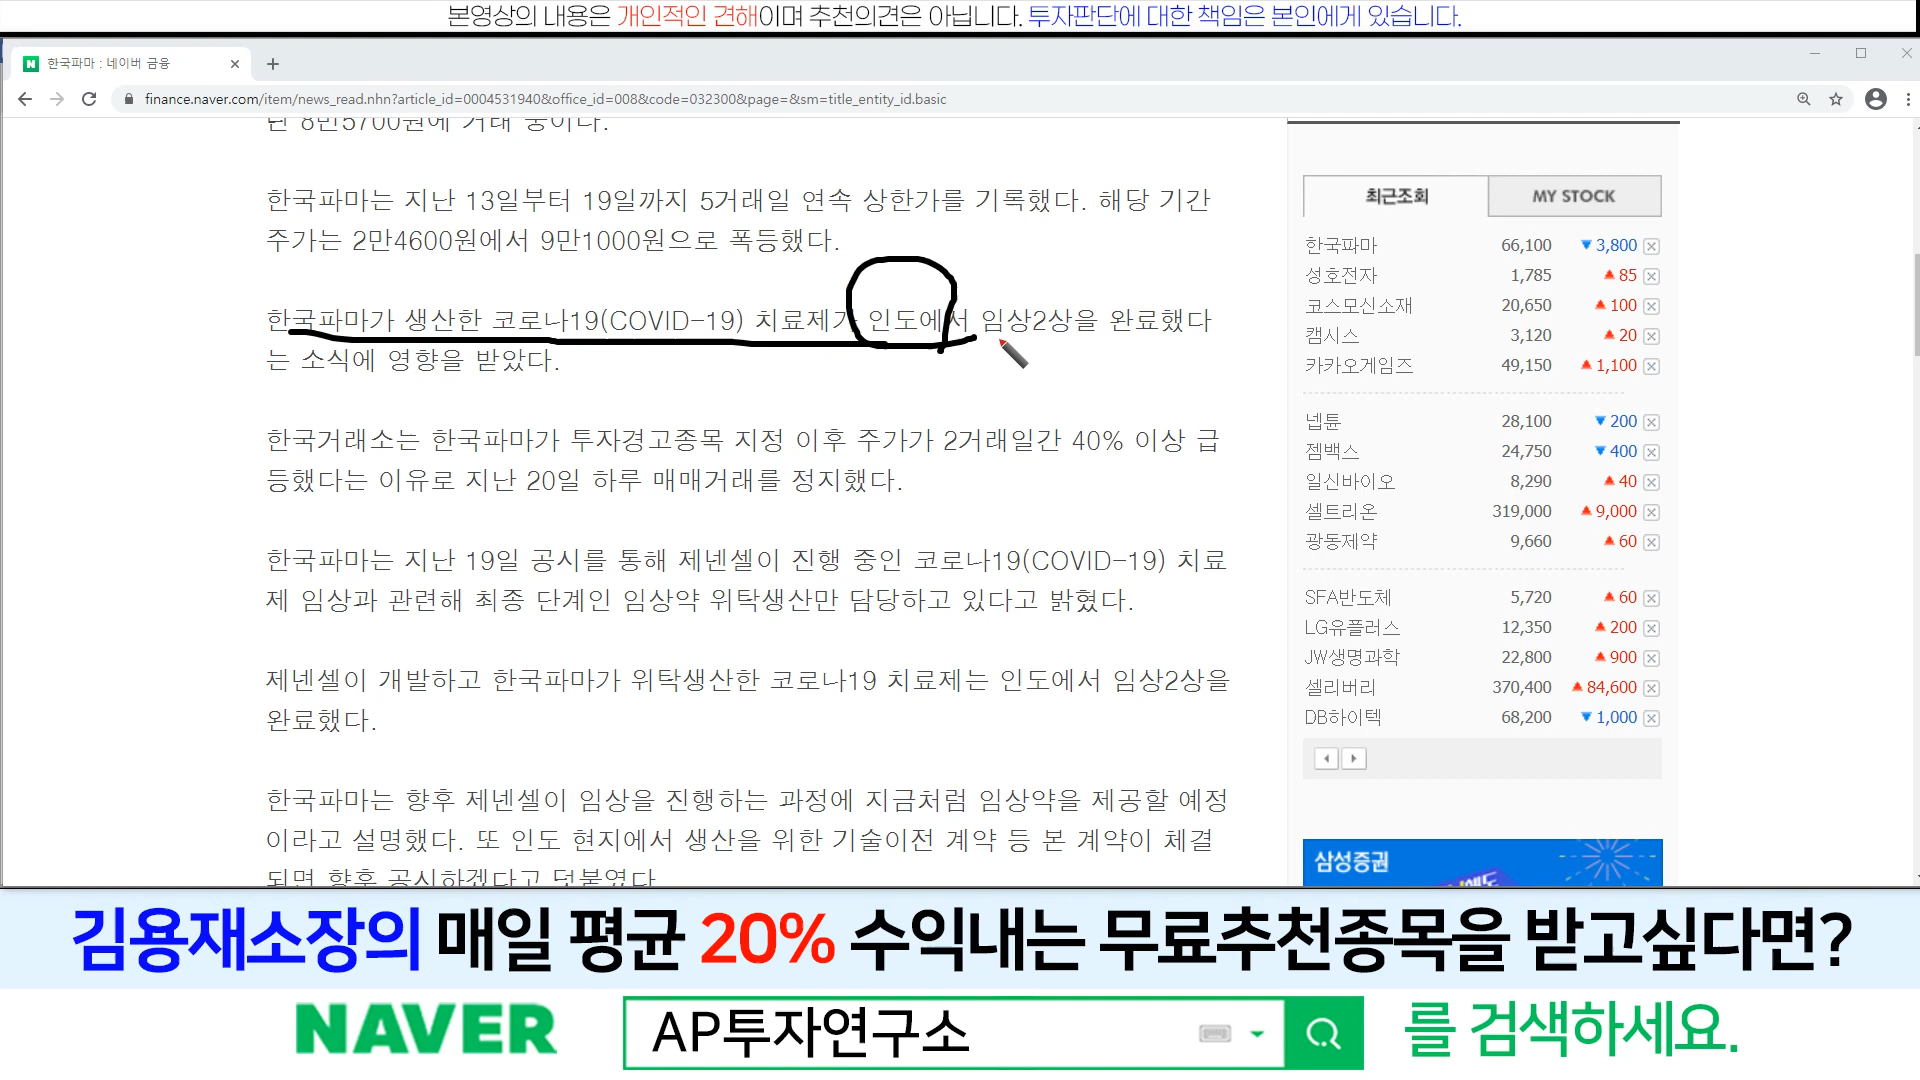 본영상의 내용은 개인적인 견해이며 추천의견은 아닙니다. 투자판단에 대한 책임은 본인에게 있습니다.
한국파마 : 네이버 금융
finance.naver.com/item/news_read.nhn?article_id=0004531940&office_id=008&code=032300&page=&sm=title_entity_id.basic
린 8만5700원에 거래 중이다.
한국파마는 지난 13일부터 19일까지 5거래일 연속 상한가를 기록했다. 해당 기간
주가는 2만4600원에서 9만1000원으로 폭등했다.
한국파마가 생산한 코로나19(COVID-19) 치료제가 인도에서 임상2상을 완료했다
는 소식에 영향을 받았다.
한국거래소는 한국파마가 투자경고종목 지정 이후 주가가 2거래일간 40% 이상 급
등했다는 이유로 지난 20일 하루 매매거래를 정지했다.
한국파마는 지난 19일 공시를 통해 제넨셀이 진행 중인 코로나19(COVID-19) 치료
제 임상과 관련해 최종 단계인 임상약 위탁생산만 담당하고 있다고 밝혔다.
제넨셀이 개발하고 한국파마가 위탁생산한 코로나19 치료제는 인도에서 임상2상을
완료했다.
한국파마는 향후 제넨셀이 임상을 진행하는 과정에 지금처럼 임상약을 제공할 예정
이라고 설명했다. 또 인도 현지에서 생산을 위한 기술이전 계약 등 본 계약이 체결
되면 향후 공시하겠다고 덧붙였다
최근조회 MY STOCK
한국파마 66,100 ▼ 3,800
성호전자 1,785 ▲ 85
코스모신소재 20,650 ▲ 100
캠시스 3,120 ▲ 20
카카오게임즈 49,150 ▲ 1,100
넵튠 28,100 ▼ 200
젬백스 24,750 ▼ 400
일신바이오 8,290 ▲ 40
셀트리온 319,000 ▲ 9,000
광동제약 9,660 ▲ 60
SFA반도체 5,720 ▲ 60
LG유플러스 12,350 ▲ 200
JW생명과학 22,800 ▲ 900
셀리버리 370,400 ▲ 84,600
DB하이텍 68,200 ▼ 1,000
삼성증권
김용재소장의 매일 평균 20% 수익내는 무료추천종목을 받고싶다면?
NAVER AP투자연구소 를 검색하세요.